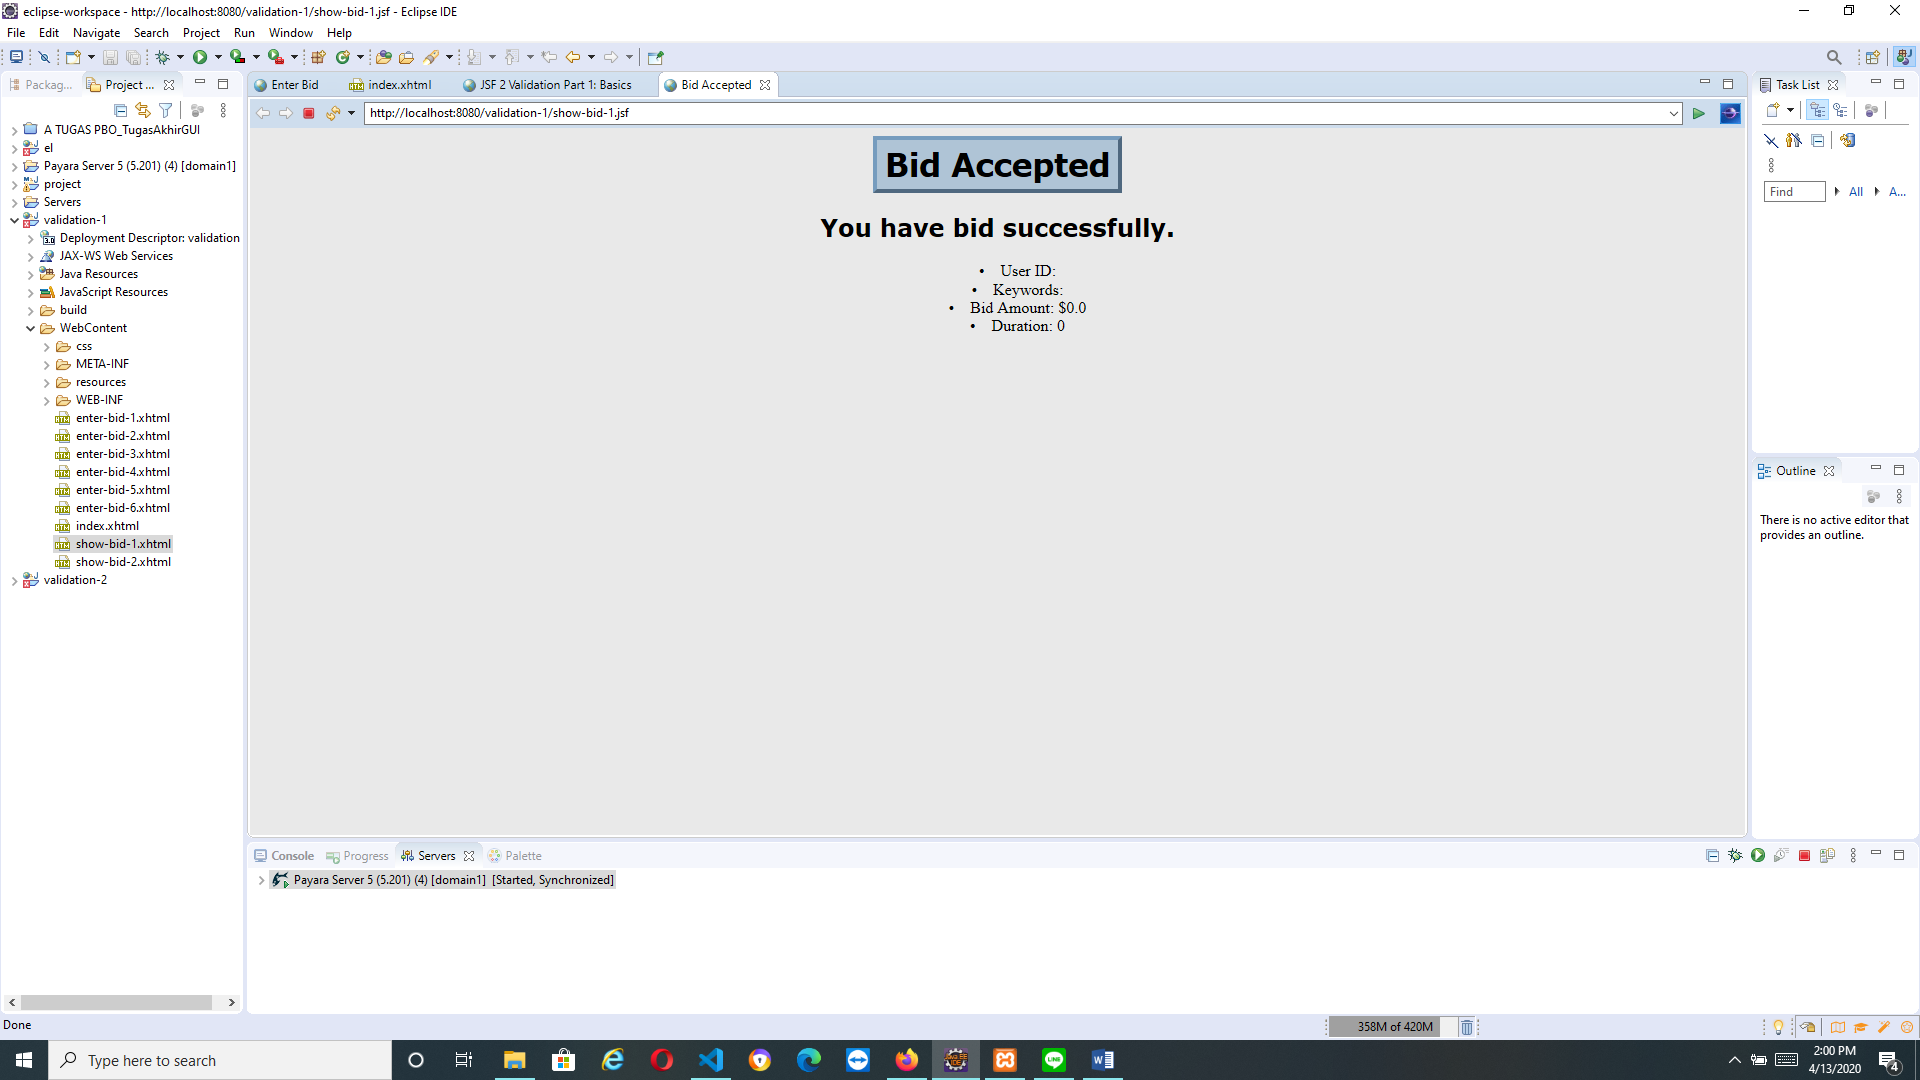 eclipse-workspace - http://localhost:8080/validation-1/show-bid-1.jsf - Eclipse IDE
File Edit Navigate Search Project Run Window Help
Packag... Project ...
Enter Bid index.xhtml JSF 2 Validation Part 1: Basics Bid Accepted
Task List
http://localhost:8080/validation-1/show-bid-1.jsf
A TUGAS PBO_TugasAkhirGUI
el
Payara Server 5 (5.201) (4) [domain1]
project
Servers
validation-1
Deployment Descriptor: validation
JAX-WS Web Services
Java Resources
JavaScript Resources
build
WebContent
css
META-INF
resources
WEB-INF
enter-bid-1.xhtml
enter-bid-2.xhtml
enter-bid-3.xhtml
enter-bid-4.xhtml
enter-bid-5.xhtml
enter-bid-6.xhtml
index.xhtml
show-bid-1.xhtml
show-bid-2.xhtml
validation-2
Bid Accepted
You have bid successfully.
• User ID:
• Keywords:
• Bid Amount: $0.0
• Duration: 0
Find All A...
Outline
There is no active editor that
provides an outline.
Console Progress Servers Palette
Payara Server 5 (5.201) (4) [domain1] [Started, Synchronized]
Done
358M of 420M
Type here to search
2:00 PM
4/13/2020
4